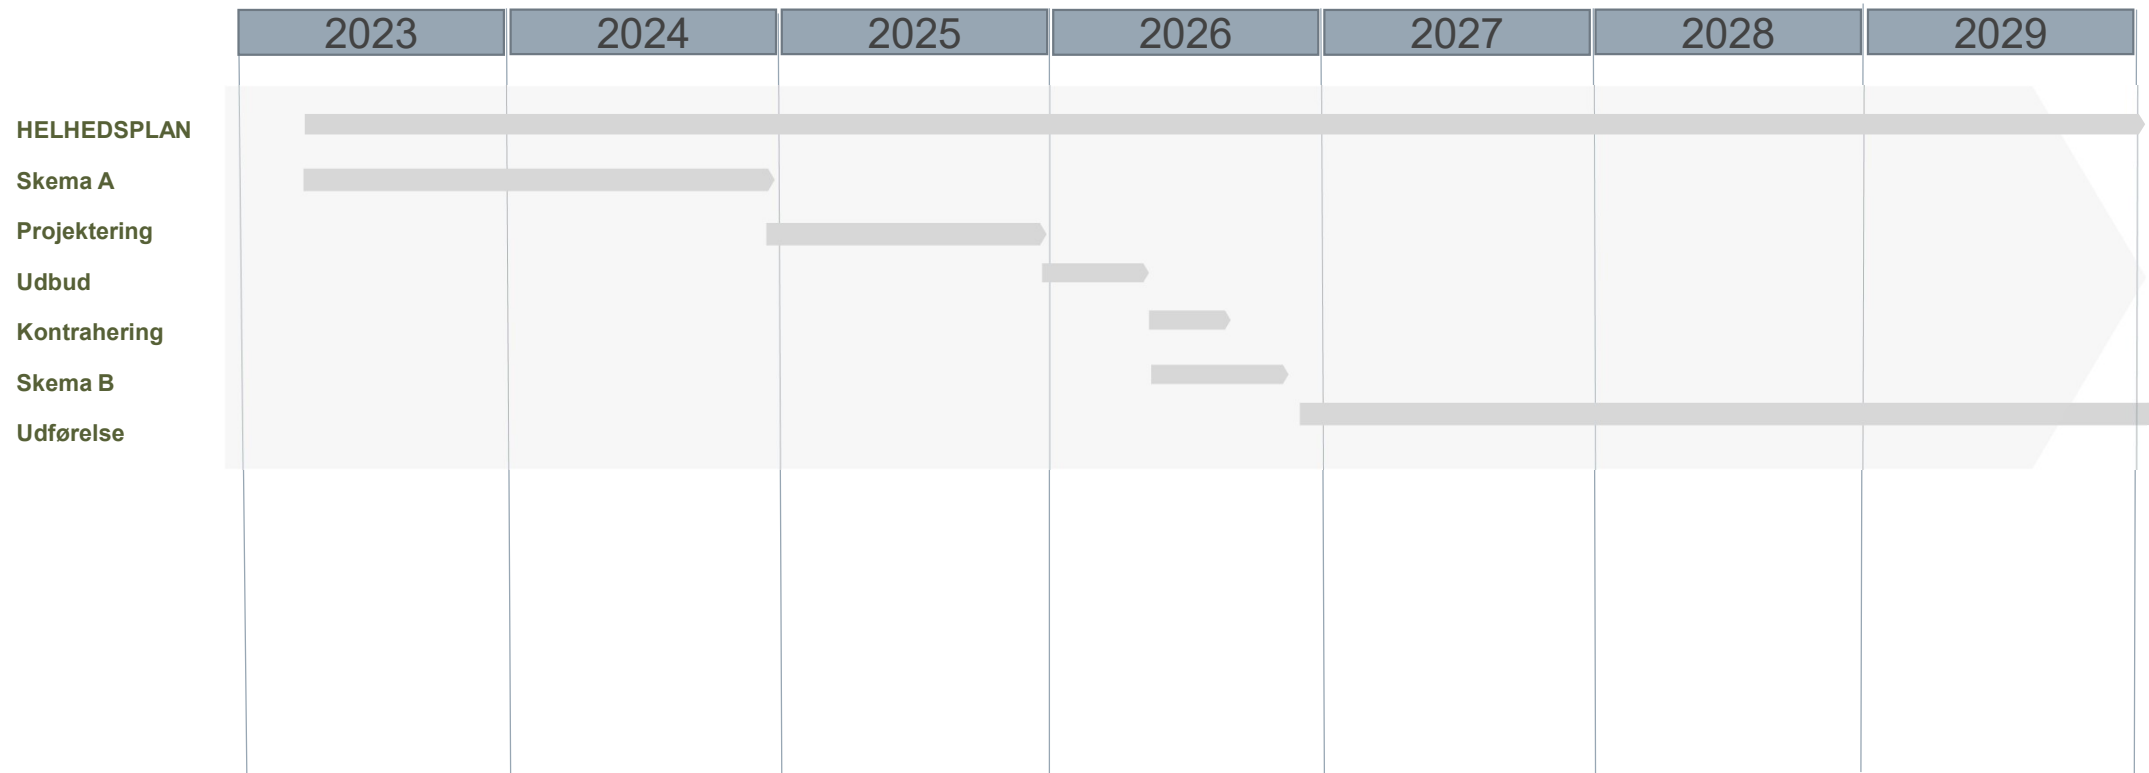 2023 2024 2025 2026 2027 2028 2029
HELHEDSPLAN
Skema A
Projektering
Udbud
Kontrahering
Skema B
Udførelse